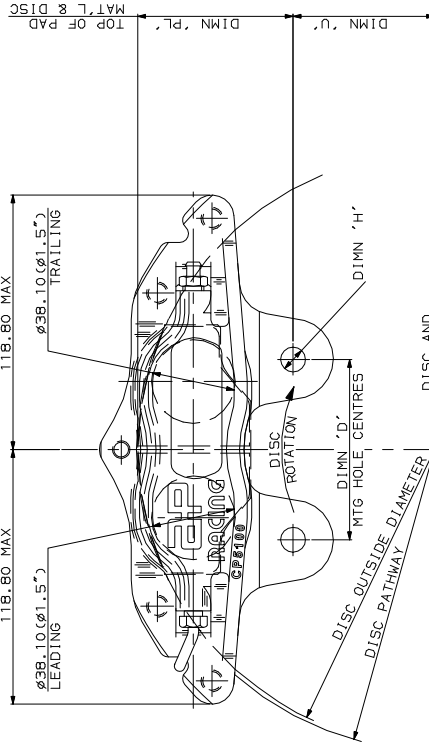 118.80 MAX
118.80 MAX
ø38.10(ø1.5")
LEADING
ø38.10(ø1.5")
TRAILING
TOP OF PAD
MAT'L & DISC
DIMN 'PL'
DIMN 'U'
DIMN 'H'
AP
RACING
CP5100
DISC
ROTATION
DIMN 'D'
MTG HOLE CENTRES
DISC OUTSIDE DIAMETER
DISC PATHWAY
DISC AND